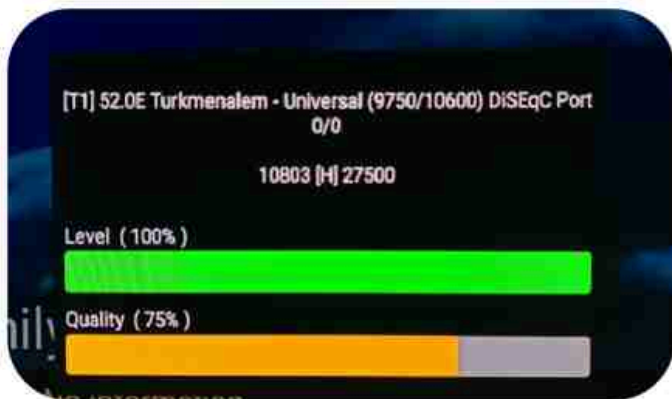 [T1] 52.0E Turkmenalem - Universal (9750/10600) DiSEqC Port
0/0
10803 [H] 27500
Level ( 100% )
Quality ( 75% )